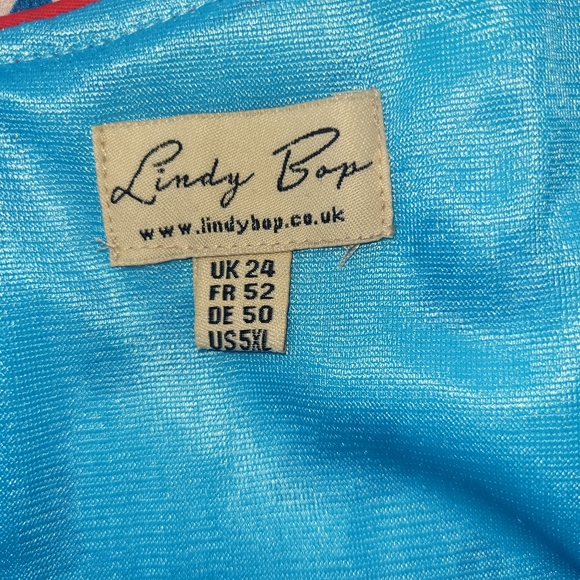 Lindy Bop
www.lindybop.co.uk
UK 24
FR 52
DE 50
US5XL